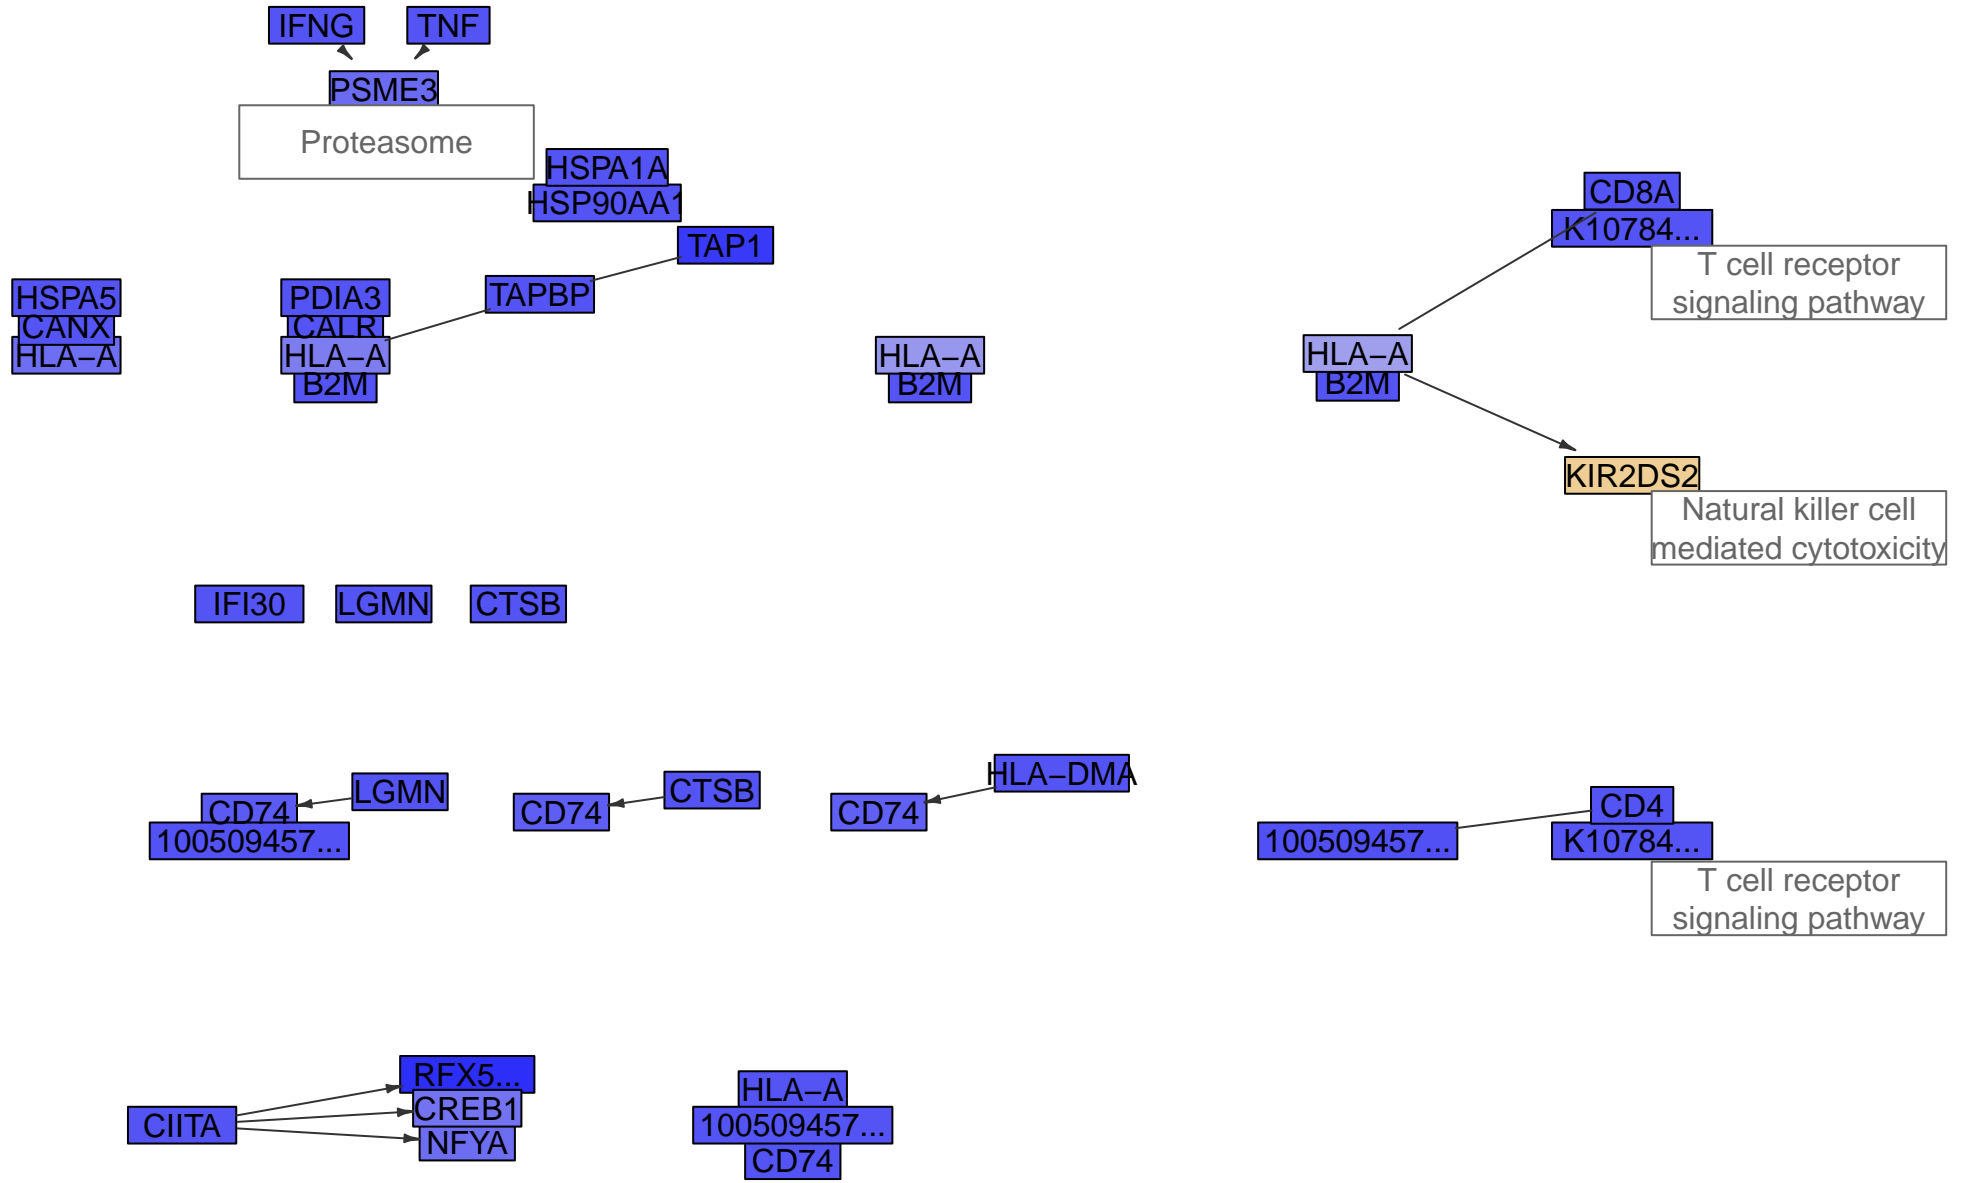 IFNG
TNF
PSME3
Proteasome
HSPA1A
HSP90AA1
TAP1
TAPBP
CD8A
K10784...
T cell receptor
signaling pathway
HSPA5
CANX
HLA−A
PDIA3
CALR
HLA−A
B2M
HLA−A
B2M
HLA−A
B2M
KIR2DS2
Natural killer cell
mediated cytotoxicity
IFI30
LGMN
CTSB
LGMN
CD74
100509457...
CTSB
CD74
HLA−DMA
CD74
CD4
100509457...
K10784...
T cell receptor
signaling pathway
RFX5...
CREB1
NFYA
CIITA
HLA−A
100509457...
CD74